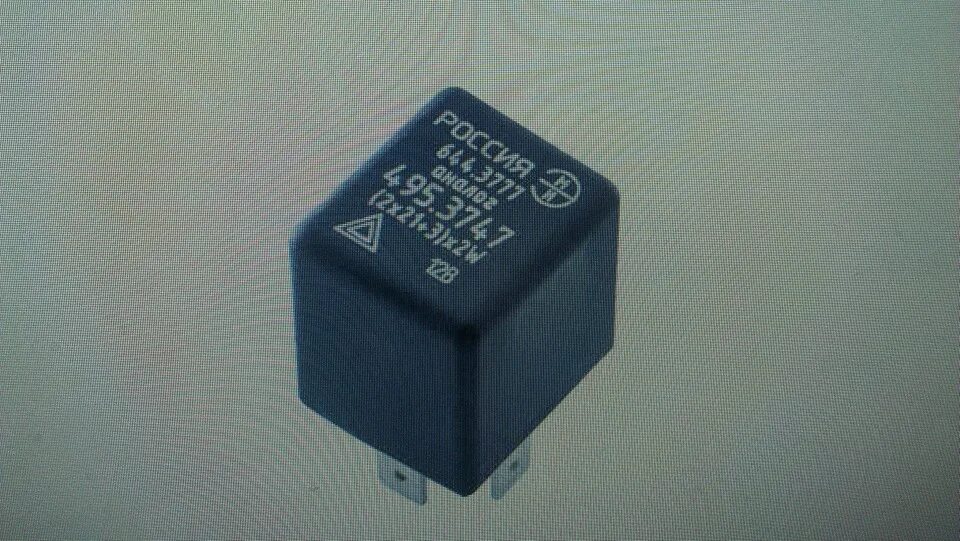 РОССИЯ
644.3777
аналог
495.3747
(2x21+3)x2W
12В